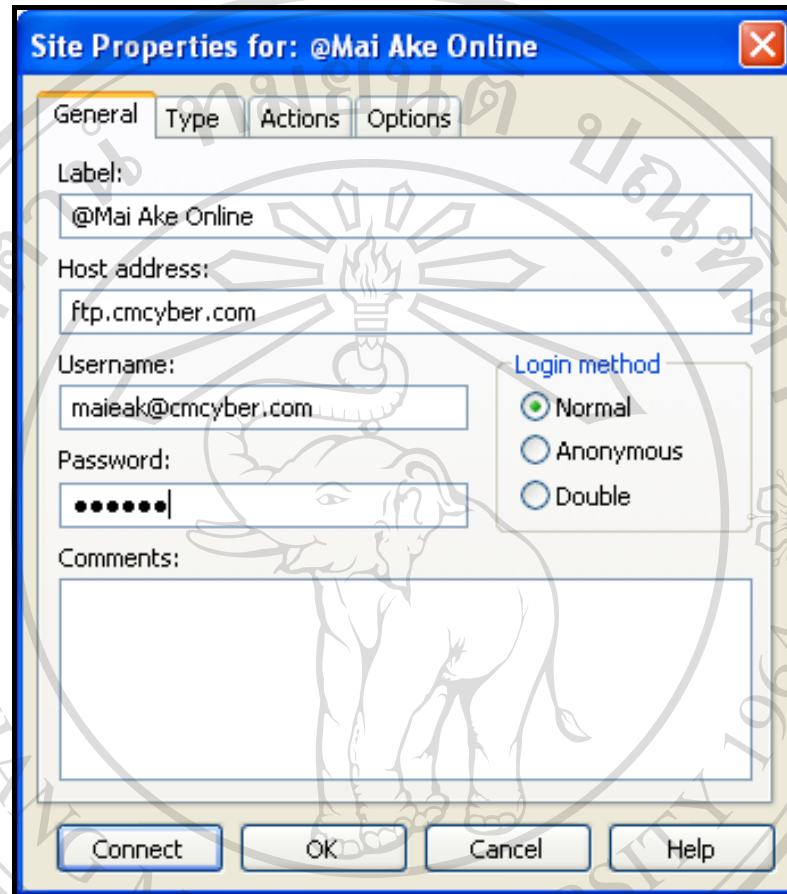 Site Properties for: @Mai Ake Online
General Type Actions Options
Label:
@Mai Ake Online
Host address:
ftp.cmcyber.com
Username:
maieak@cmcyber.com
Password:
●●●●●●
Login method
Normal
Anonymous
Double
Comments:
Connect OK Cancel Help
1964